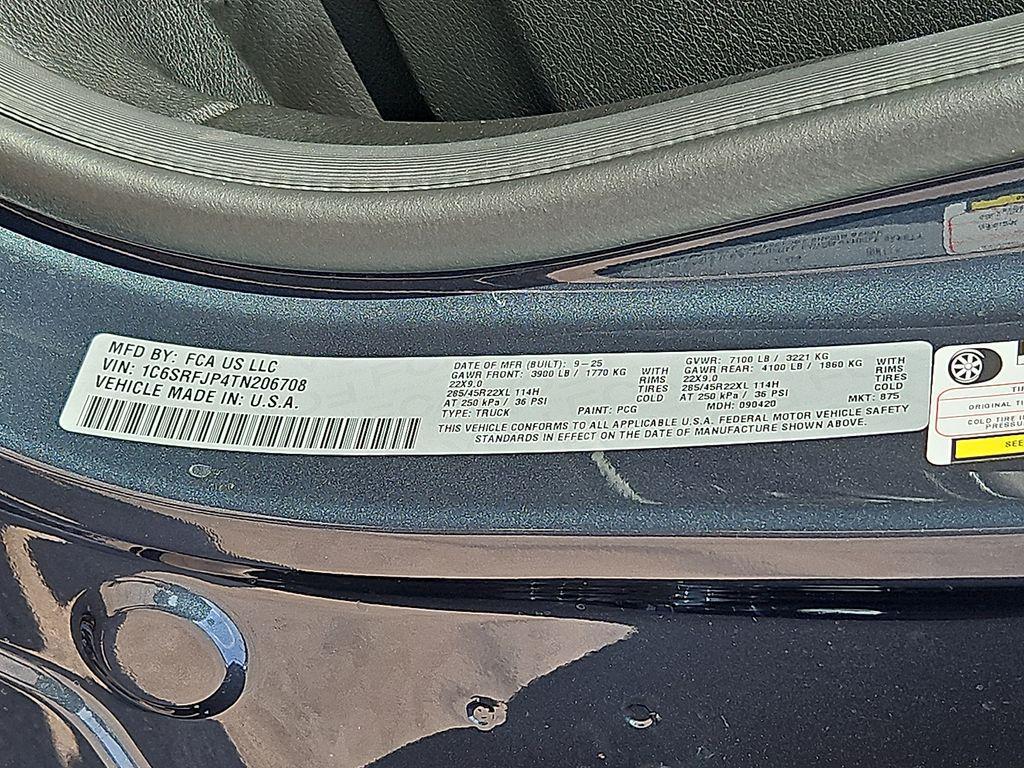 MFD BY: FCA US LLC
VIN: 1C6SRFJP4TN206708
VEHICLE MADE IN: U.S.A.
DATE OF MFR (BUILT): 9-25
GAWR FRONT: 3900 LB / 1770 KG WITH
22X9.0 RIMS
285/45R22XL 114H TIRES
AT 250 kPa / 36 PSI COLD
TYPE: TRUCK PAINT: PCG
GVWR: 7100 LB / 3221 KG
GAWR REAR: 4100 LB / 1860 KG WITH
22X9.0 RIMS
285/45R22XL 114H TIRES
AT 250 kPa / 36 PSI COLD
MDH: 090420 MKT: 875
THIS VEHICLE CONFORMS TO ALL APPLICABLE U.S.A. FEDERAL MOTOR VEHICLE SAFETY
STANDARDS IN EFFECT ON THE DATE OF MANUFACTURE SHOWN ABOVE.
ORIGINAL
COLD TIRE
SEE